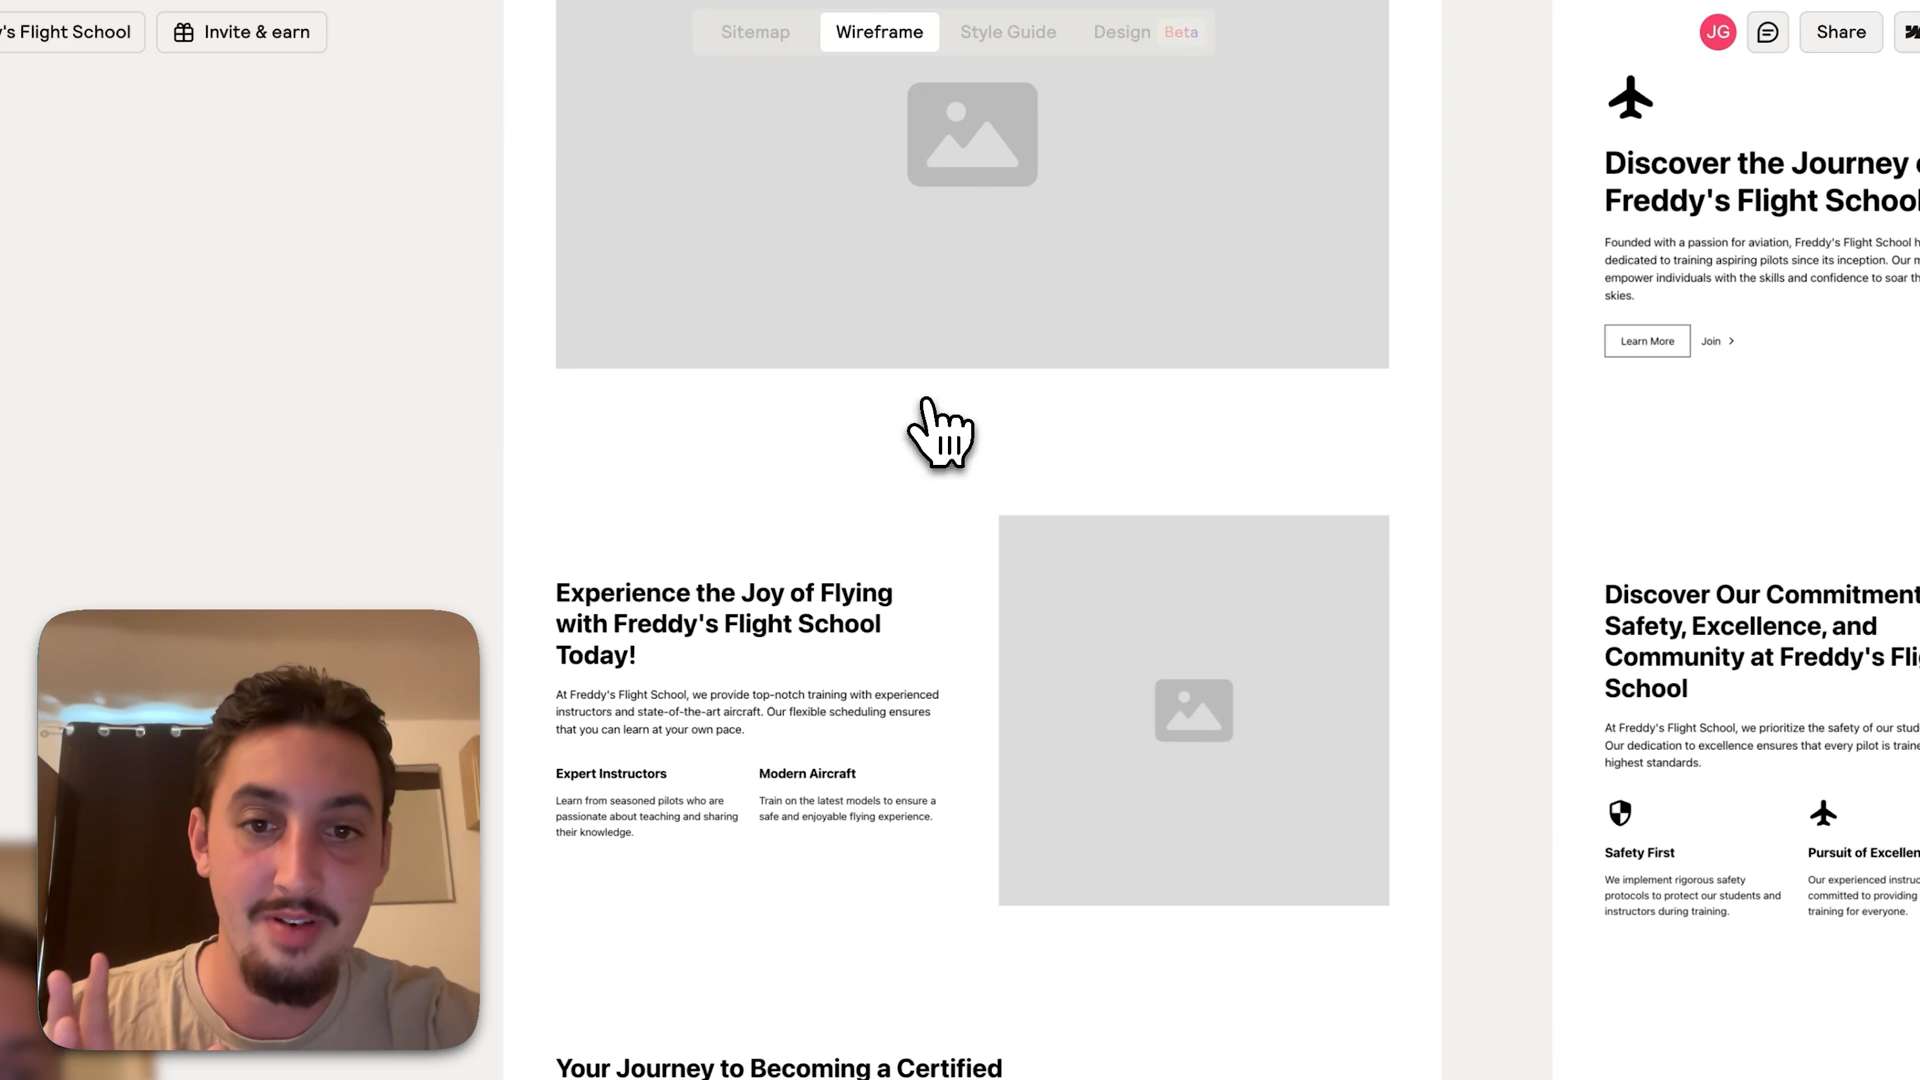 's Flight School
Invite & earn
Sitemap
Wireframe
Style Guide
Design
Beta
JG
Share
Experience the Joy of Flying
with Freddy's Flight School
Today!
At Freddy's Flight School, we provide top-notch training with experienced
instructors and state-of-the-art aircraft. Our flexible scheduling ensures
that you can learn at your own pace.
Expert Instructors
Learn from seasoned pilots who are
passionate about teaching and sharing
their knowledge.
Modern Aircraft
Train on the latest models to ensure a
safe and enjoyable flying experience.
Your Journey to Becoming a Certified
Discover the Journey
Freddy's Flight School
Founded with a passion for aviation, Freddy's Flight School
dedicated to training aspiring pilots since its inception. Our
empower individuals with the skills and confidence to soar
skies.
Learn More
Join
Discover Our Commitment
Safety, Excellence, and
Community at Freddy's
School
At Freddy's Flight School, we prioritize the safety of our
Our dedication to excellence ensures that every pilot is
highest standards.
Safety First
We implement rigorous safety
protocols to protect our students and
instructors during training.
Pursuit of
Our experienced
committed to providing
training for everyone.